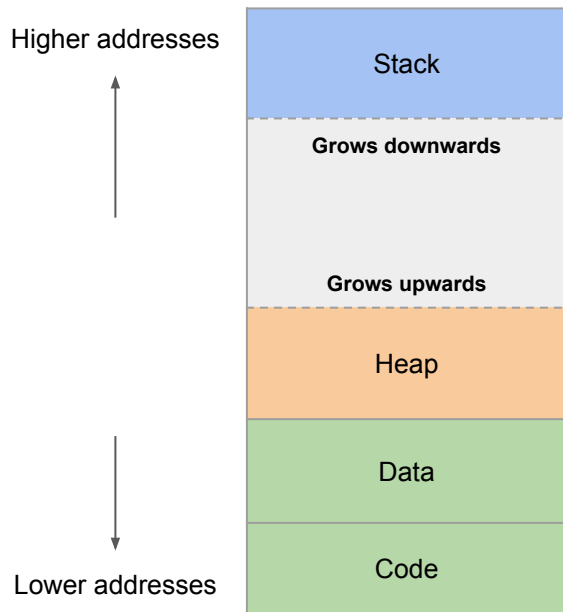 Higher addresses
Stack
Grows downwards
Grows upwards
Heap
Data
Code
Lower addresses